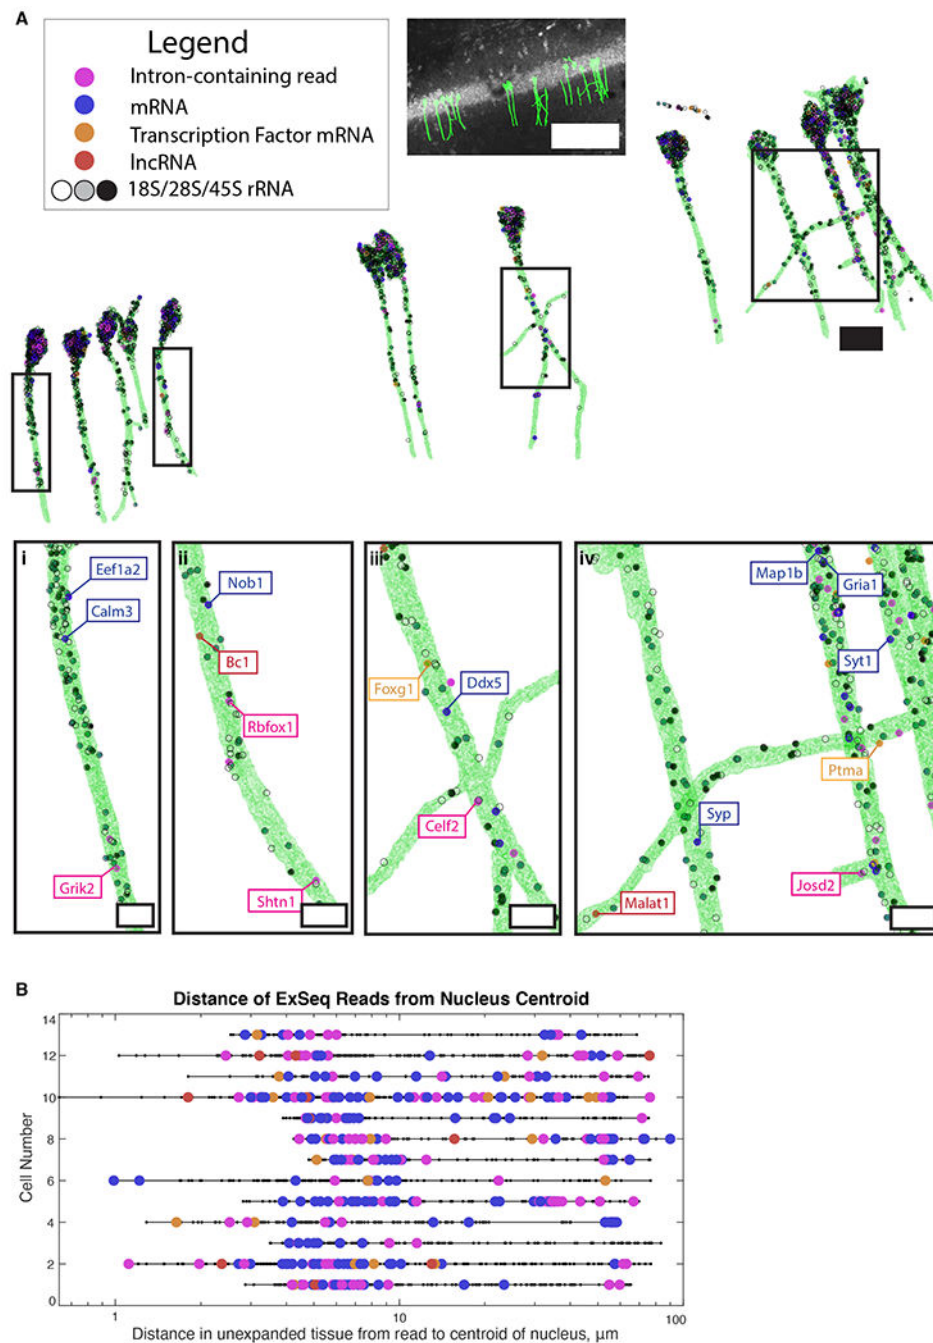 A
Legend
Intron-containing read
mRNA
Transcription Factor mRNA
lncRNA
18S/28S/45S rRNA
i
Eef1a2
Calm3
Grik2
ii
Nob1
Bc1
Rbfox1
Shtn1
iii
Foxg1
Ddx5
Celf2
iv
Map1b
Gria1
Syt1
Ptma
Syp
Josd2
Malat1
B
Distance of ExSeq Reads from Nucleus Centroid
14
12
10
8
6
4
2
0
Cell Number
1
10
100
Distance in unexpanded tissue from read to centroid of nucleus, μm